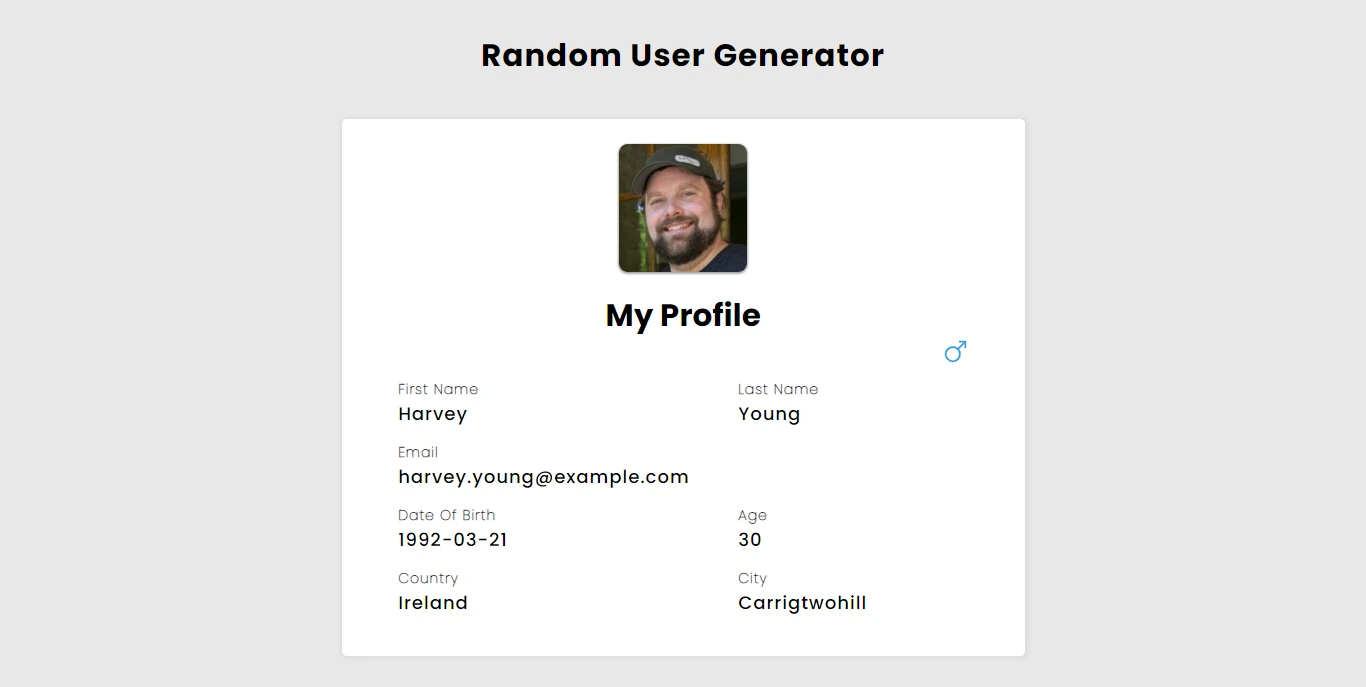 Random User Generator
My Profile
First Name Last Name
Harvey Young
Email
harvey.young@example.com
Date Of Birth Age
1992-03-21 30
Country City
Ireland Carrigtwohill